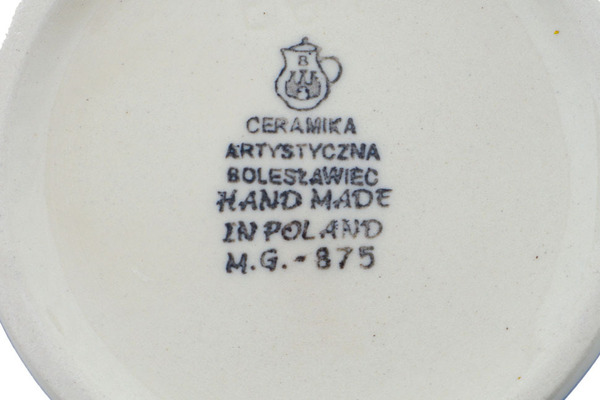 B
CERAMIKA
ARTYSTYCZNA
BOLESŁAWIEC
HAND MADE
IN POLAND
M.G.-875